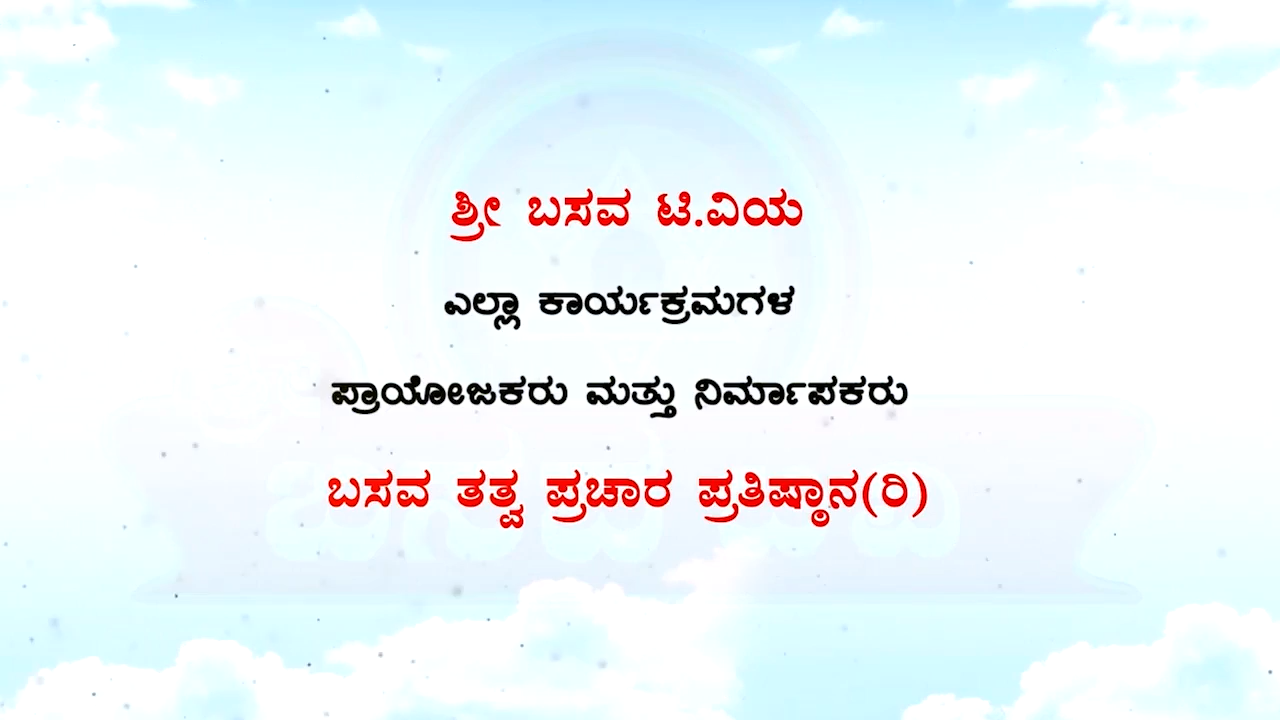 ಶ್ರೀ ಬಸವ ಟಿ.ವಿಯ
ಎಲ್ಲಾ ಕಾರ್ಯಕ್ರಮಗಳ
ಪ್ರಾಯೋಜಕರು ಮತ್ತು ನಿರ್ಮಾಪಕರು
ಬಸವ ತತ್ವ ಪ್ರಚಾರ ಪ್ರತಿಷ್ಠಾನ(ರಿ)